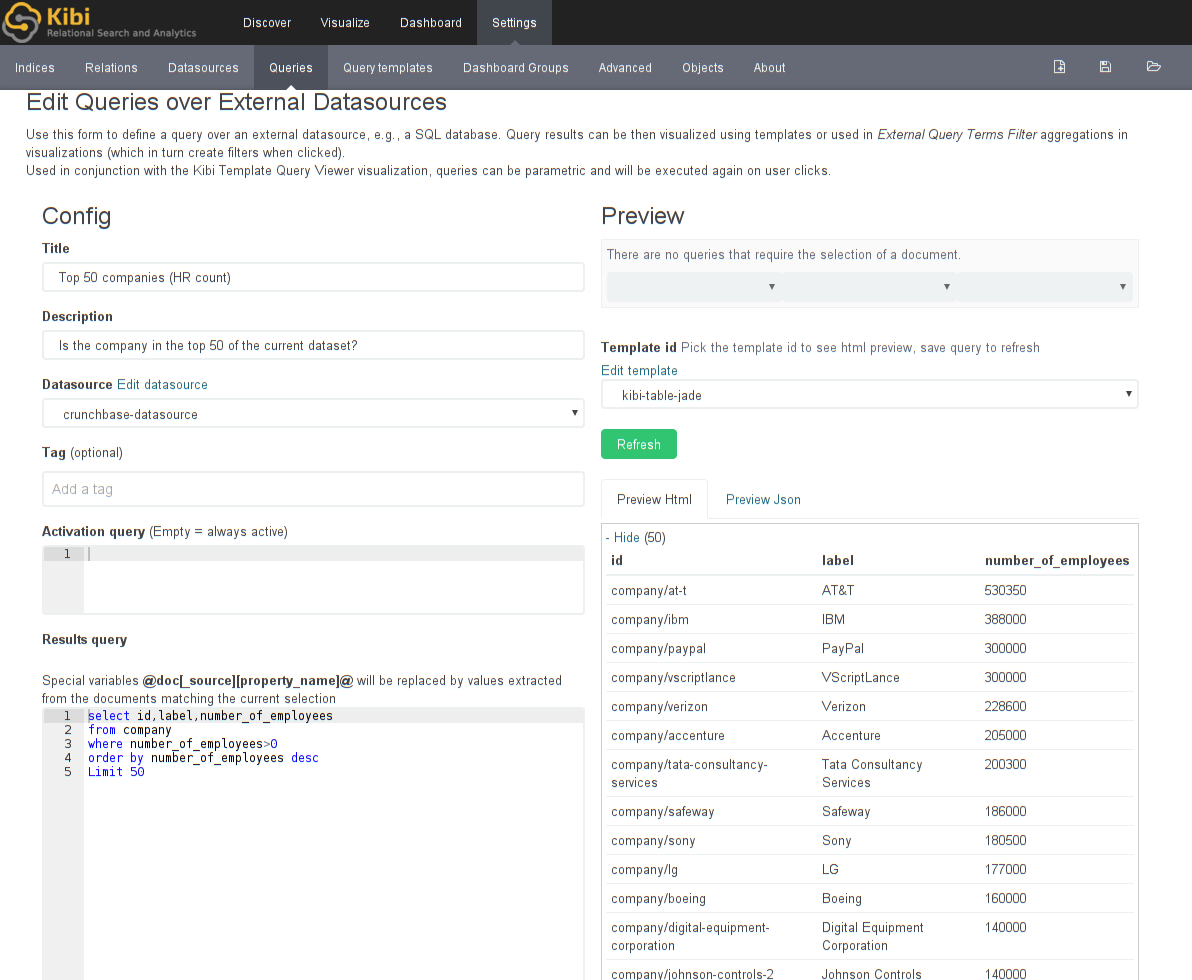 Kibi
Relational Search and Analytics
Discover Visualize Dashboard Settings
Indices Relations Datasources Queries Query templates Dashboard Groups Advanced Objects About
Edit Queries over External Datasources
Use this form to define a query over an external datasource, e.g., a SQL database. Query results can be then visualized using templates or used in External Query Terms Filter aggregations in
visualizations (which in turn create filters when clicked).
Used in conjunction with the Kibi Template Query Viewer visualization, queries can be parametric and will be executed again on user clicks.
Config
Title
Top 50 companies (HR count)
Description
Is the company in the top 50 of the current dataset?
Datasource Edit datasource
crunchbase-datasource
Tag (optional)
Add a tag
Activation query (Empty = always active)
1
Results query
Special variables @doc[_source][property_name]@ will be replaced by values extracted
from the documents matching the current selection
1 select id,label,number_of_employees
2 from company
3 where number_of_employees>0
4 order by number_of_employees desc
5 Limit 50
Preview
There are no queries that require the selection of a document.
Template id Pick the template id to see html preview, save query to refresh
Edit template
kibi-table-jade
Refresh
Preview Html Preview Json
- Hide (50)
id label number_of_employees
company/at-t AT&T 530350
company/ibm IBM 388000
company/paypal PayPal 300000
company/vscriptlance VScriptLance 300000
company/verizon Verizon 228600
company/accenture Accenture 205000
company/tata-consultancy- Tata Consultancy 200300
services Services
company/safeway Safeway 186000
company/sony Sony 180500
company/lg LG 177000
company/boeing Boeing 160000
company/digital-equipment- Digital Equipment 140000
corporation Corporation
company/johnson-controls-2 Johnson Controls 140000